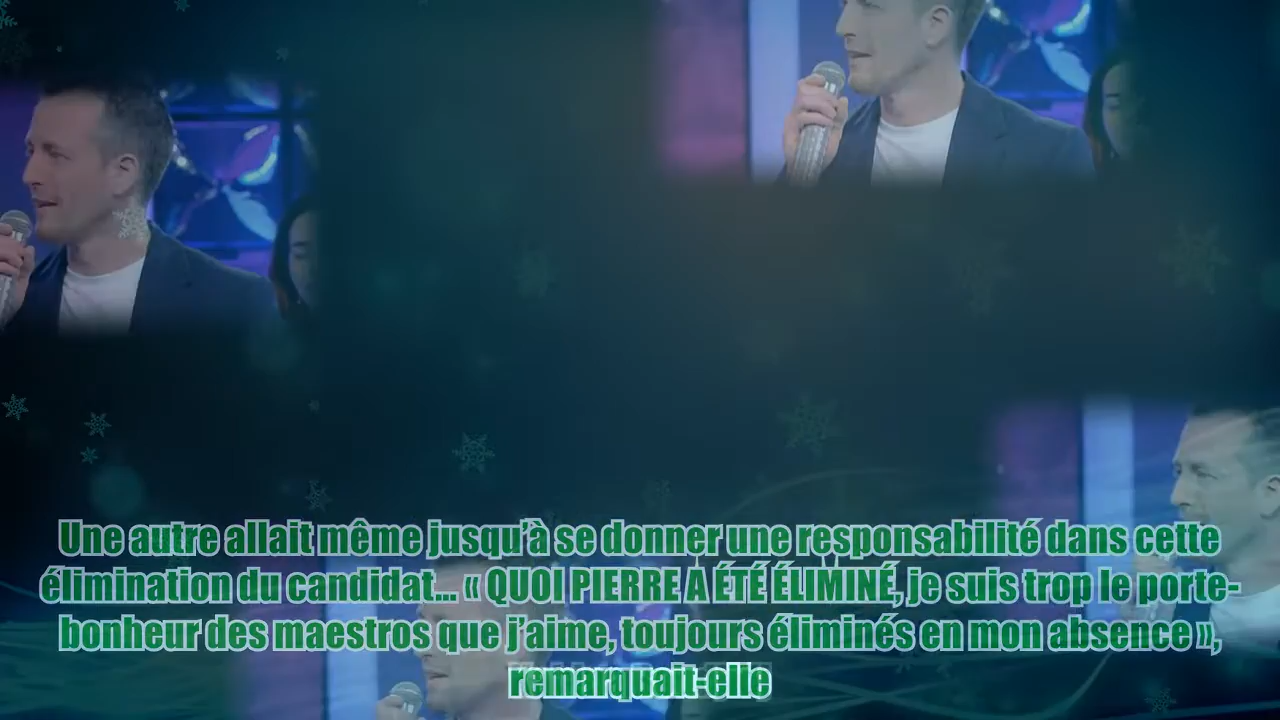 Une autre allait même jusqu’à se donner une responsabilité dans cette
élimination du candidat... « QUOI PIERRE A ÉTÉ ÉLIMINÉ, je suis trop le porte-
bonheur des maestros que j’aime, toujours éliminés en mon absence »,
remarquait-elle